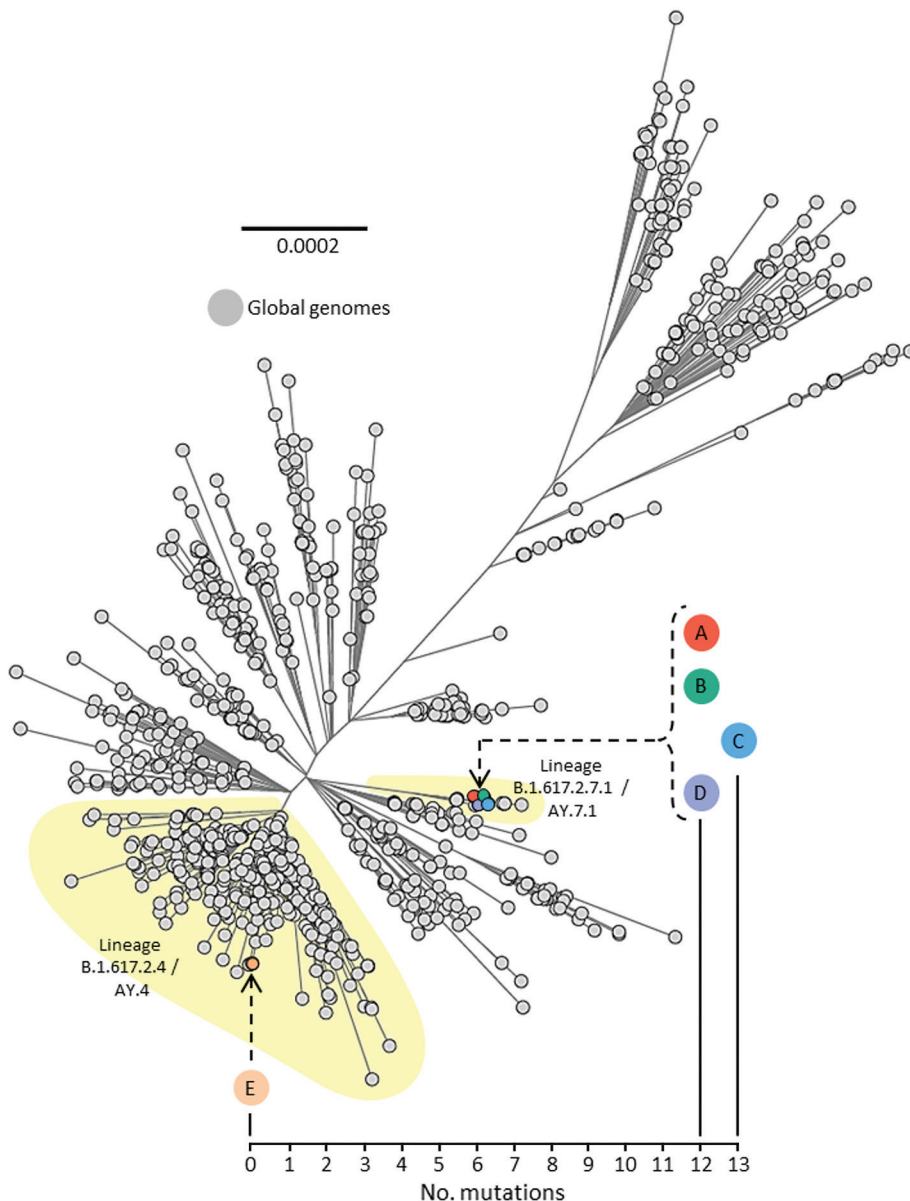 0.0002
Global genomes
A
B
C
D
Lineage
B.1.617.2.7.1 /
AY.7.1
Lineage
B.1.617.2.4 /
AY.4
E
0 1 2 3 4 5 6 7 8 9 10 11 12 13
No. mutations